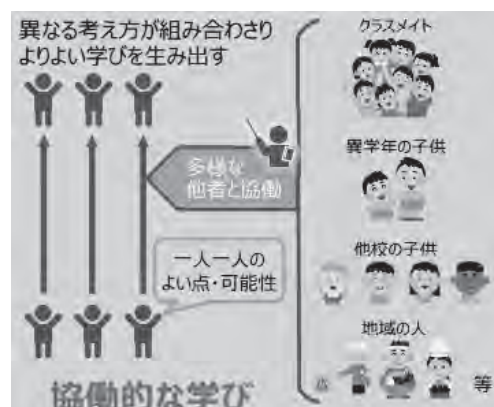 異なる考え方が組み合わさり
よりよい学びを生み出す
クラスメイト
異学年の子供
多様な
他者と協働
他校の子供
一人一人の
よい点・可能性
地域の人
等
協働的な学び